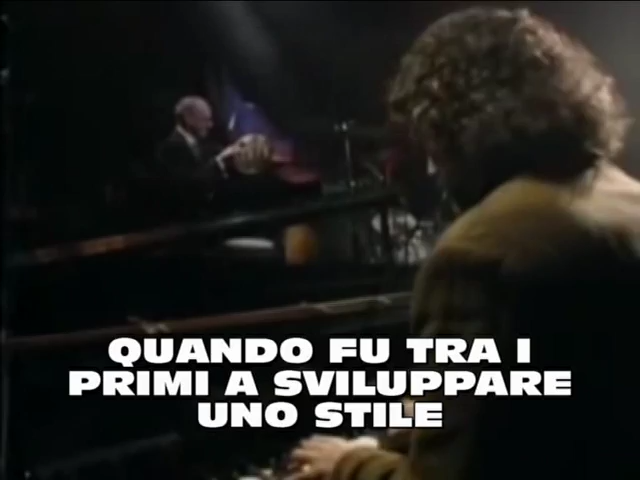 QUANDO FU TRA I
PRIMI A SVILUPPARE
UNO STILE